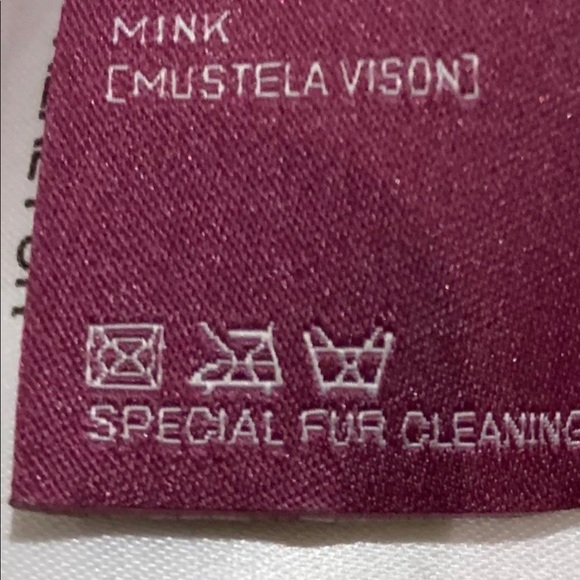 MINK
[MUSTELA VISON]
SPECIAL FUR CLEANING